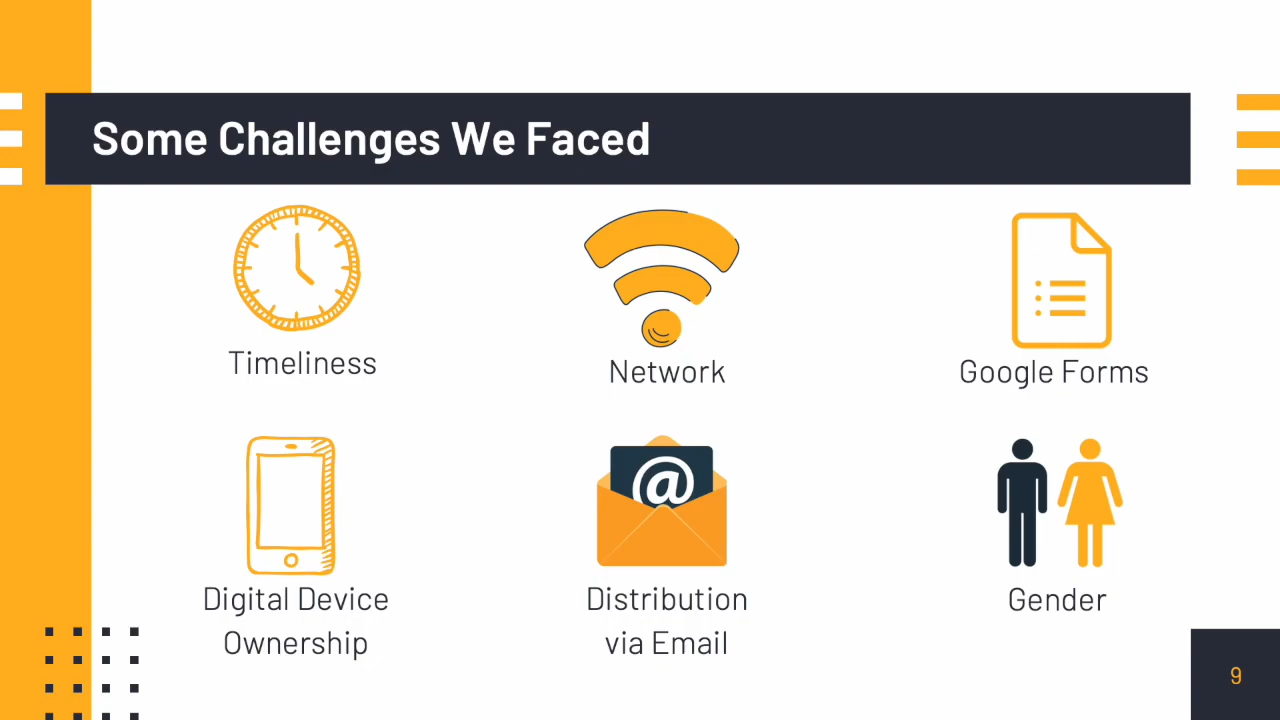 Some Challenges We Faced
Timeliness
Network
Google Forms
@
Digital Device
Ownership
Distribution
via Email
Gender
9